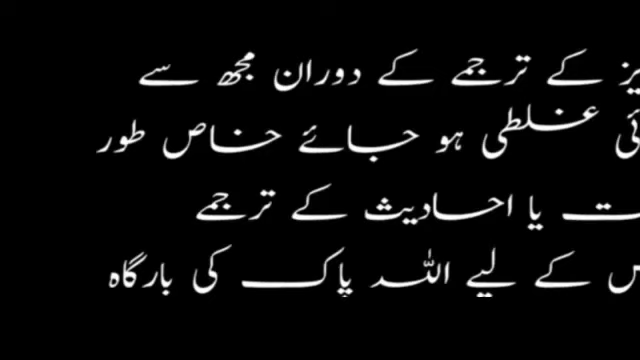 کے ترجمے کے دوران مجھ سے
غلطی ہو جائے خاص طور
یا احادیث کے ترجمے
کے لیے اللہ پاک کی بارگاہ